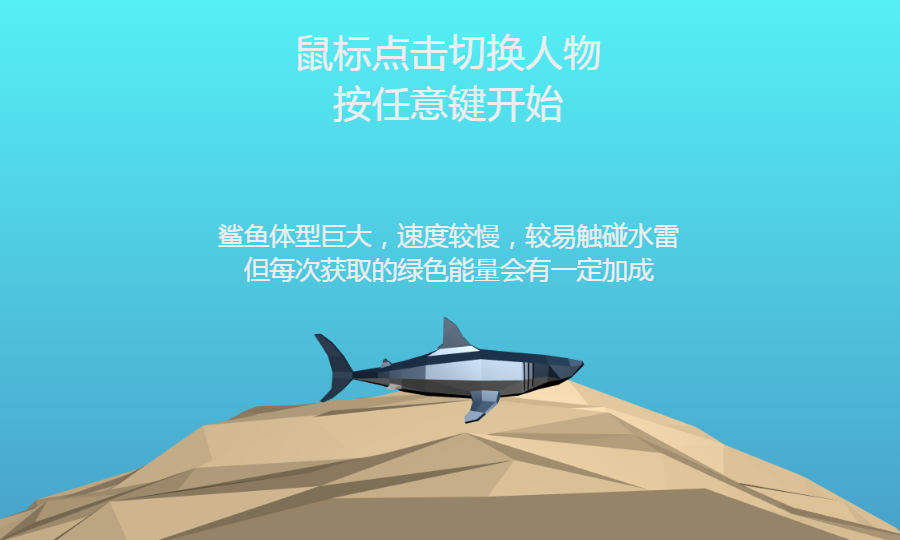 鼠标点击切换人物
按任意键开始
鲨鱼体型巨大，速度较慢，较易触碰水雷
但每次获取的绿色能量会有一定加成